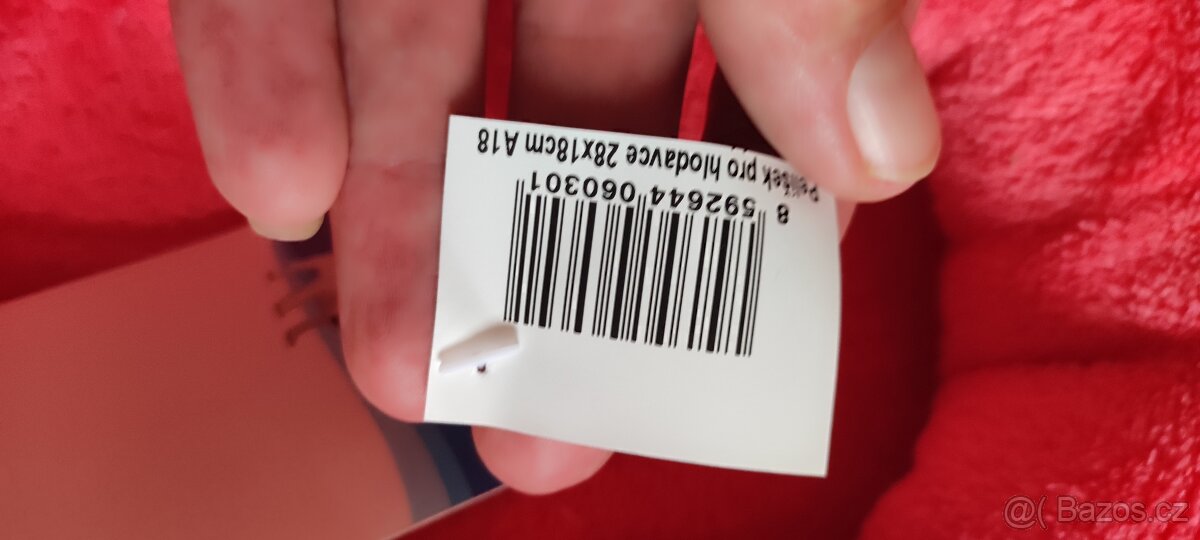 8 592644 060301
Pelíšek pro hlodavce 28x18cm A18
@( Bazos.cz